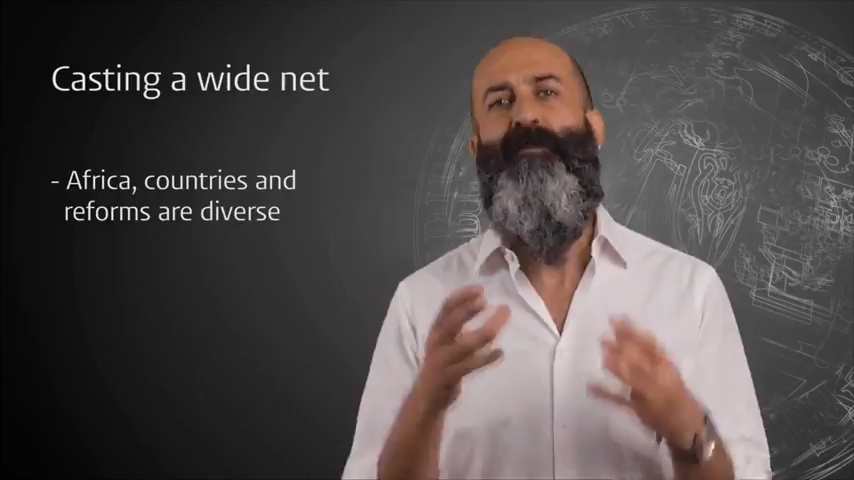 Casting a wide net
- Africa, countries and
reforms are diverse